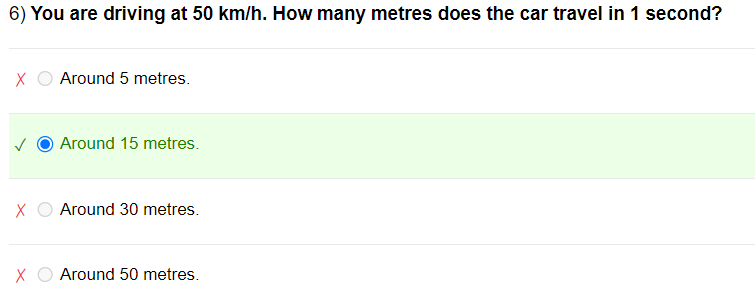 6) You are driving at 50 km/h. How many metres does the car travel in 1 second?
Around 5 metres.
Around 15 metres.
Around 30 metres.
Around 50 metres.